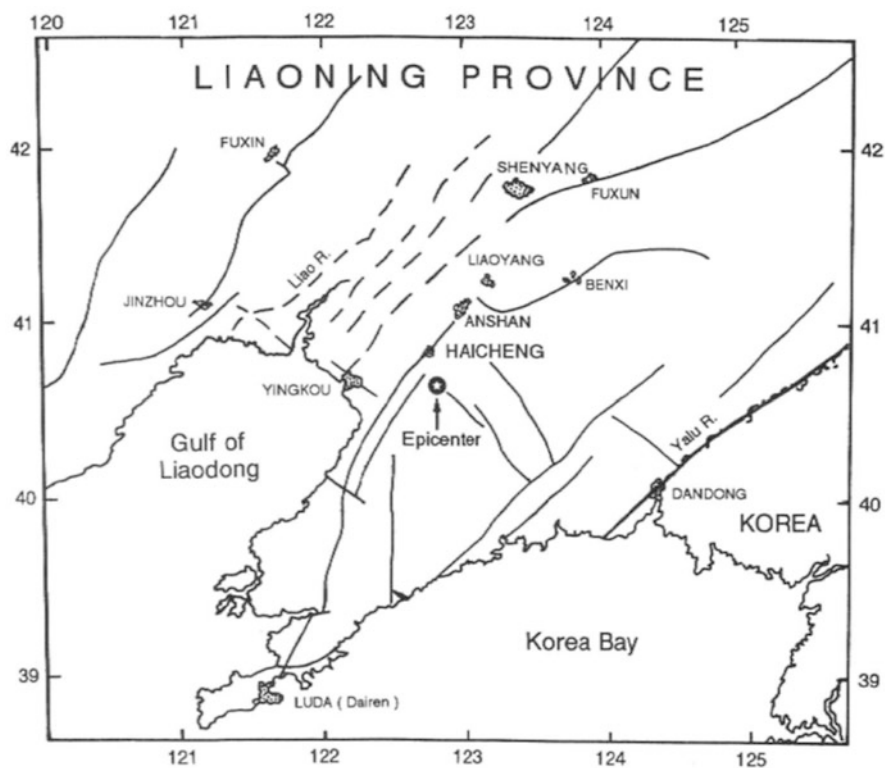 120 121 122 123 124 125
LIAONING PROVINCE
FUXIN
42 42
SHENYANG
FUXUN
Liao R.
LIAOYANG
BENXI
JINZHOU
41 41
ANSHAN
HAICHENG
YINGKOU
Epicenter
Yalu R.
Gulf of
Liaodong
40 40
DANDONG
KOREA
Korea Bay
39 39
LUDA ( Dairen )
121 122 123 124 125